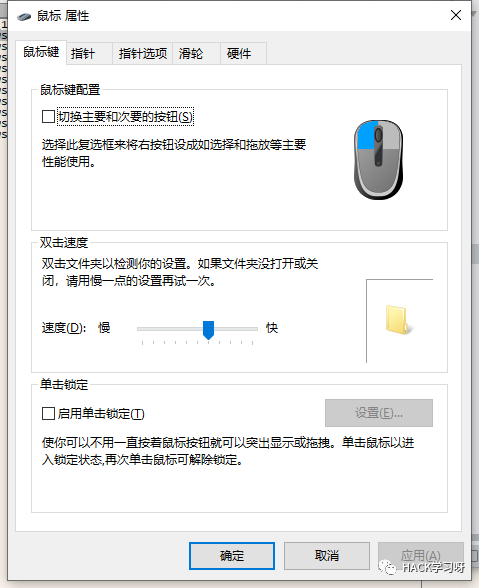 鼠标 属性
鼠标键
指针
指针选项
滑轮
硬件
鼠标键配置
切换主要和次要的按钮(S)
选择此复选框来将右按钮设成如选择和拖放等主要
性能使用。
双击速度
双击文件夹以检测你的设置。如果文件夹没打开或关
闭，请用慢一点的设置再试一次。
速度(D): 慢
快
单击锁定
启用单击锁定(T)
设置(E)...
使你可以不用一直按着鼠标按钮就可以突出显示或拖拽。单击鼠标以进
入锁定状态,再次单击鼠标可解除锁定。
确定
取消
应用(A)
HACK学习呀